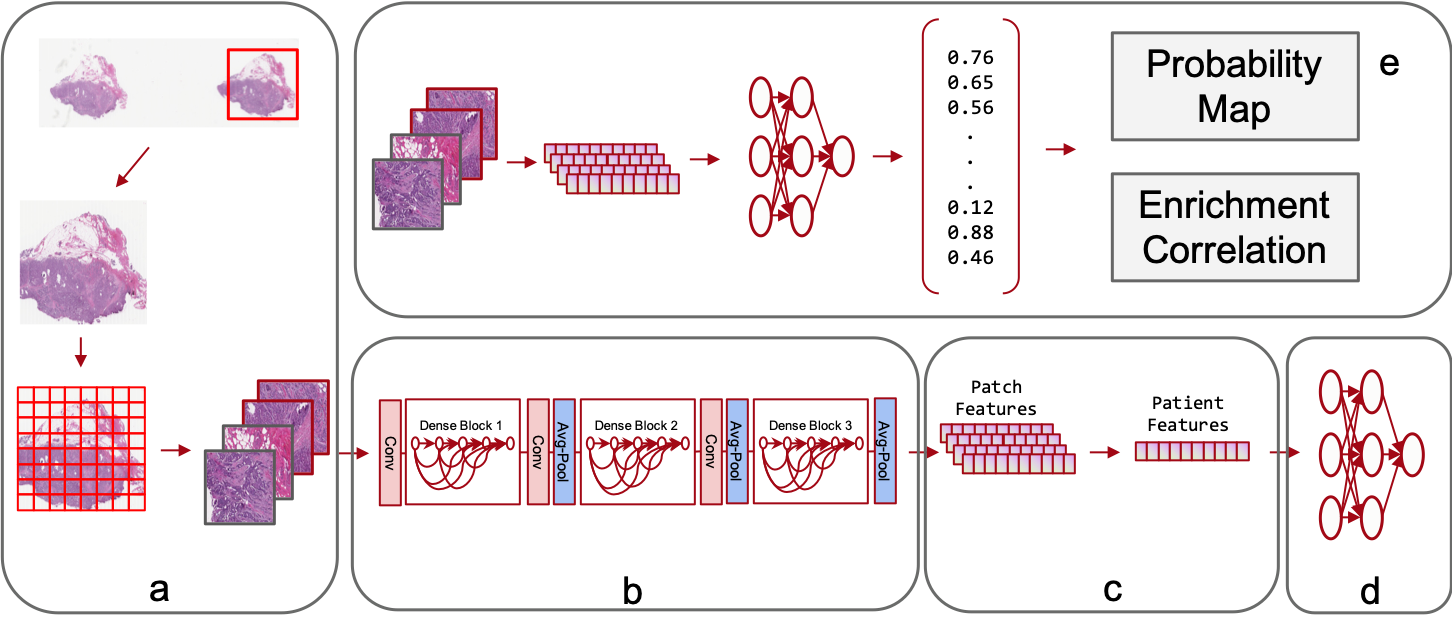 0.76
0.65
0.56
.
.
.
0.12
0.88
0.46
Probability
Map
Enrichment
Correlation
e
a
Conv
Dense Block 1
Conv
Avg-Pool
Dense Block 2
Conv
Avg-Pool
Dense Block 3
Avg-Pool
b
Patch
Features
Patient
Features
c
d